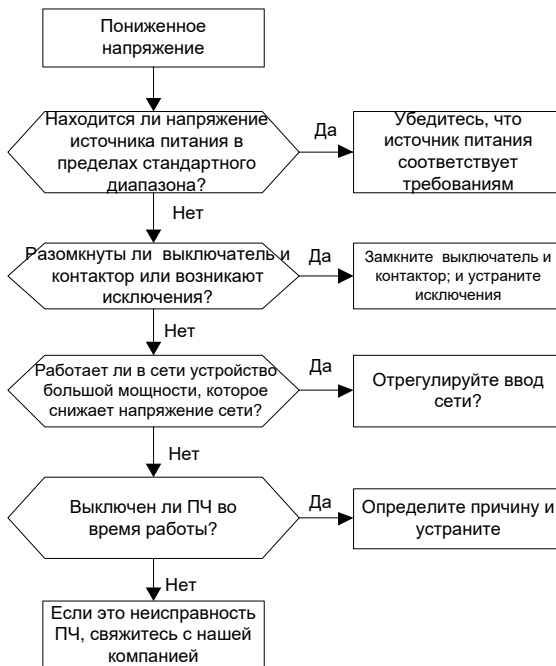 Пониженное
напряжение
Находится ли напряжение
источника питания в
пределах стандартного
диапазона?
Да
Убедитесь, что
источник питания
соответствует
требованиям
Нет
Разомкнуты ли выключатель и
контактор или возникают
исключения?
Да
Замкните выключатель и
контактор; и устраните
исключения
Нет
Работает ли в сети устройство
большой мощности, которое
снижает напряжение сети?
Да
Отрегулируйте ввод
сети?
Нет
Выключен ли ПЧ во
время работы?
Да
Определите причину и
устраните
Нет
Если это неисправность
ПЧ, свяжитесь с нашей
компанией